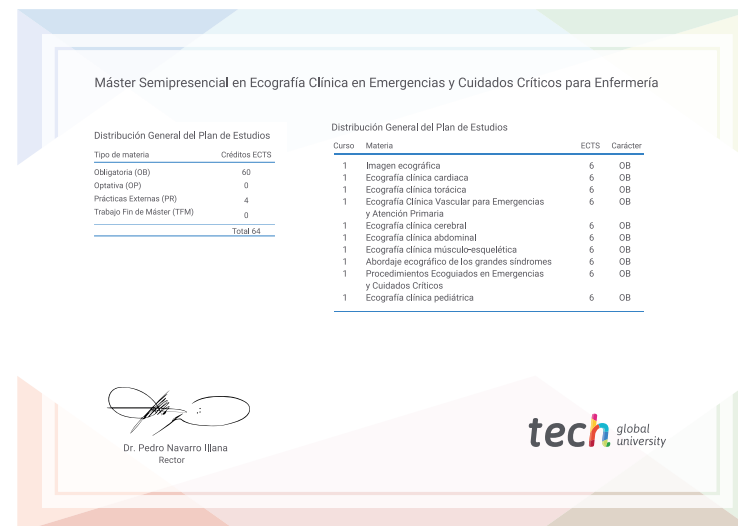 Máster Semipresencial en Ecografía Clínica en Emergencias y Cuidados Críticos para Enfermería
Distribución General del Plan de Estudios
Tipo de materia Créditos ECTS
Obligatoria (OB) 60
Optativa (OP) 0
Prácticas Externas (PR) 4
Trabajo Fin de Máster (TFM) 0
Total 64
Distribución General del Plan de Estudios
Curso Materia ECTS Carácter
1 Imagen ecográfica 6 OB
1 Ecografía clínica cardiaca 6 OB
1 Ecografía clínica torácica 6 OB
1 Ecografía Clínica Vascular para Emergencias 6 OB
y Atención Primaria
1 Ecografía clínica cerebral 6 OB
1 Ecografía clínica abdominal 6 OB
1 Ecografía clínica músculo-esquelética 6 OB
1 Abordaje ecográfico de los grandes síndromes 6 OB
1 Procedimientos Ecoguiados en Emergencias 6 OB
y Cuidados Críticos
1 Ecografía clínica pediátrica 6 OB
Dr. Pedro Navarro Illana
Rector
tech global
university